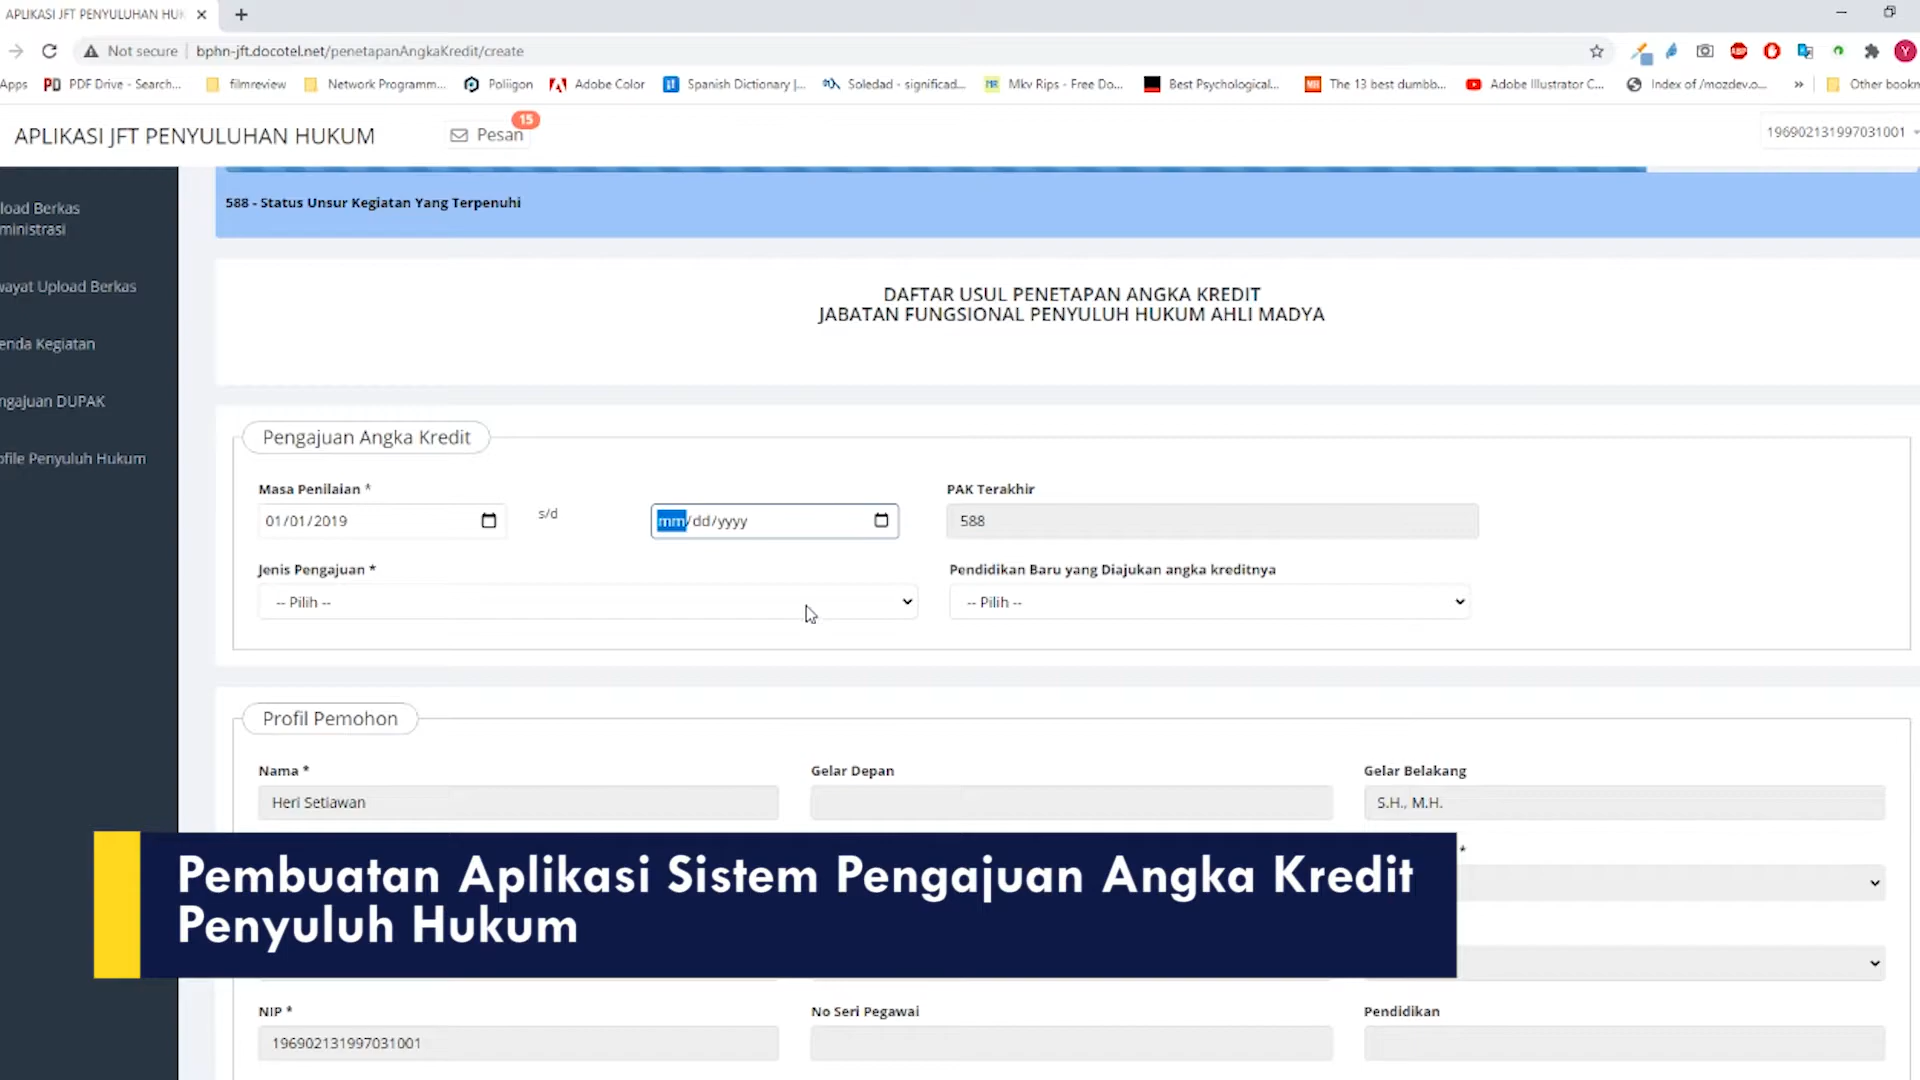 APLIKASI JFT PENYULUHAN HUK
Not secure | bphn-jft.docotel.net/penetapanAngkaKredit/create
Apps PDF Drive - Search... filmreview Network Programm... Poliigon Adobe Color Spanish Dictionary |... Soledad - significad... Mkv Rips - Free Do... Best Psychological... The 13 best dumbb... Adobe Illustrator C... Index of /mozdev.o... » Other bookm
APLIKASI JFT PENYULUHAN HUKUM
Pesan 15
196902131997031001
load Berkas
ministrasi
wayat Upload Berkas
enda Kegiatan
ngajuan DUPAK
ofile Penyuluh Hukum
588 - Status Unsur Kegiatan Yang Terpenuhi
DAFTAR USUL PENETAPAN ANGKA KREDIT
JABATAN FUNGSIONAL PENYULUH HUKUM AHLI MADYA
Pengajuan Angka Kredit
Masa Penilaian * PAK Terakhir
01/01/2019 s/d mm/dd/yyyy 588
Jenis Pengajuan * Pendidikan Baru yang Diajukan angka kreditnya
-- Pilih -- -- Pilih --
Profil Pemohon
Nama * Gelar Depan Gelar Belakang
Heri Setiawan S.H., M.H.
*
Pembuatan Aplikasi Sistem Pengajuan Angka Kredit
Penyuluh Hukum
NIP * No Seri Pegawai Pendidikan
196902131997031001